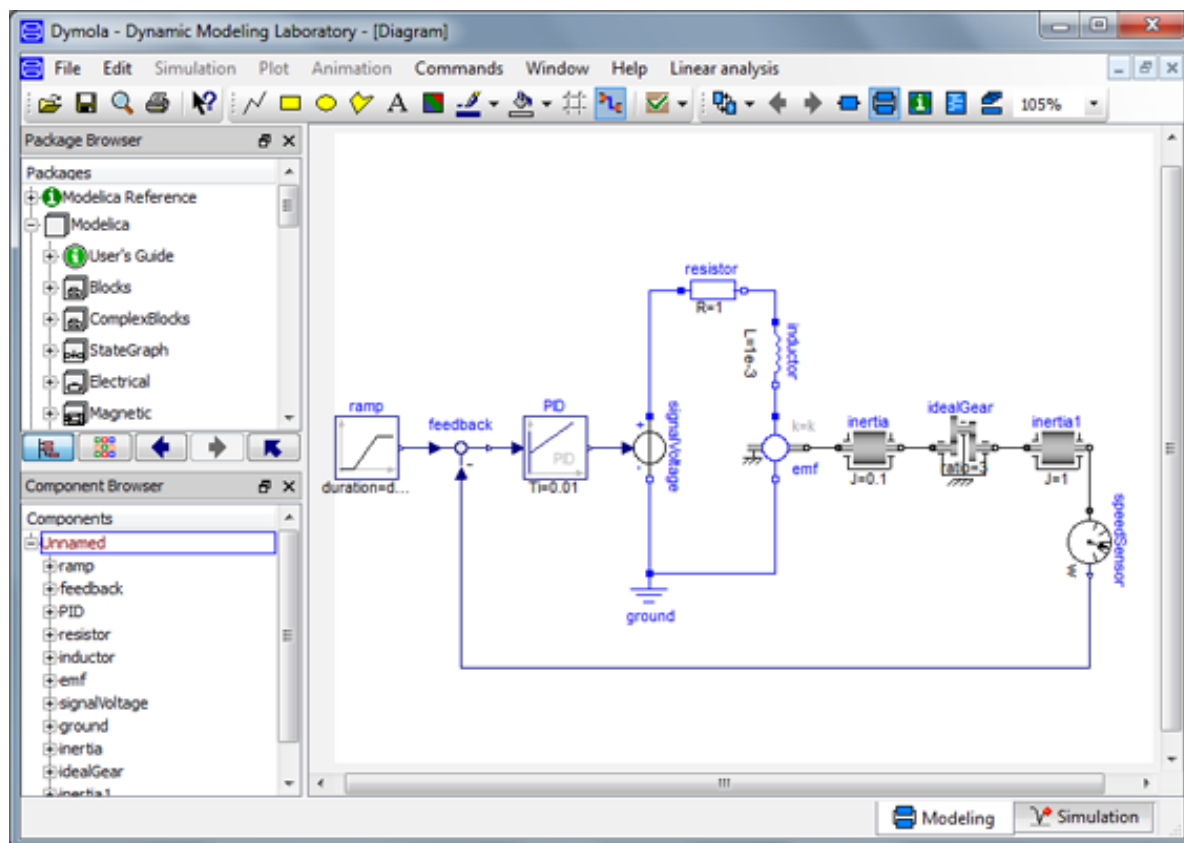 Dymola - Dynamic Modeling Laboratory - [Diagram]
File Edit Simulation Plot Animation Commands Window Help Linear analysis
A 105%
Package Browser
Packages
Modelica Reference
Modelica
User's Guide
Blocks
ComplexBlocks
StateGraph
Electrical
Magnetic
Component Browser
Components
Unnamed
ramp
feedback
PID
resistor
inductor
emf
signalVoltage
ground
inertia
idealGear
inertia1
resistor
R=1
L=1e-3
inductor
ramp
duration=d...
feedback
-
PID
PID
Ti=0.01
+
-
signalVoltage
k=k
emf
inertia
J=0.1
idealGear
ratio=3
inertia1
J=1
speedSensor
w
ground
Modeling Simulation